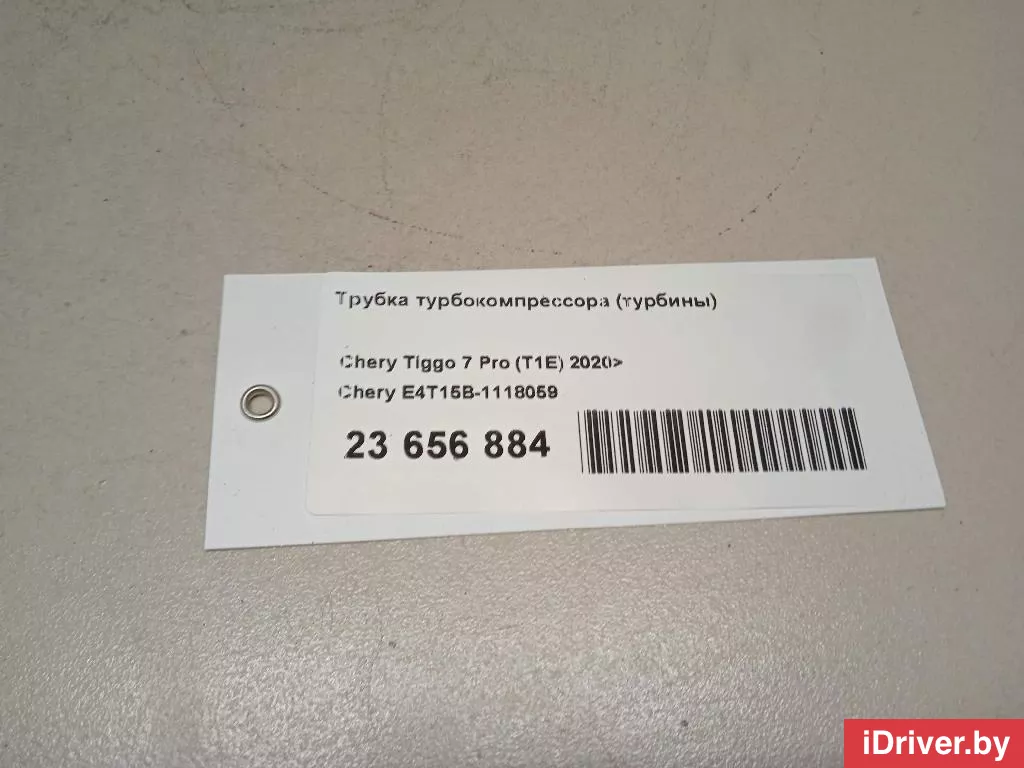 Трубка турбокомпрессора (турбины)
Chery Tiggo 7 Pro (T1E) 2020>
Chery E4T15B-1118059
23 656 884
iDriver.by